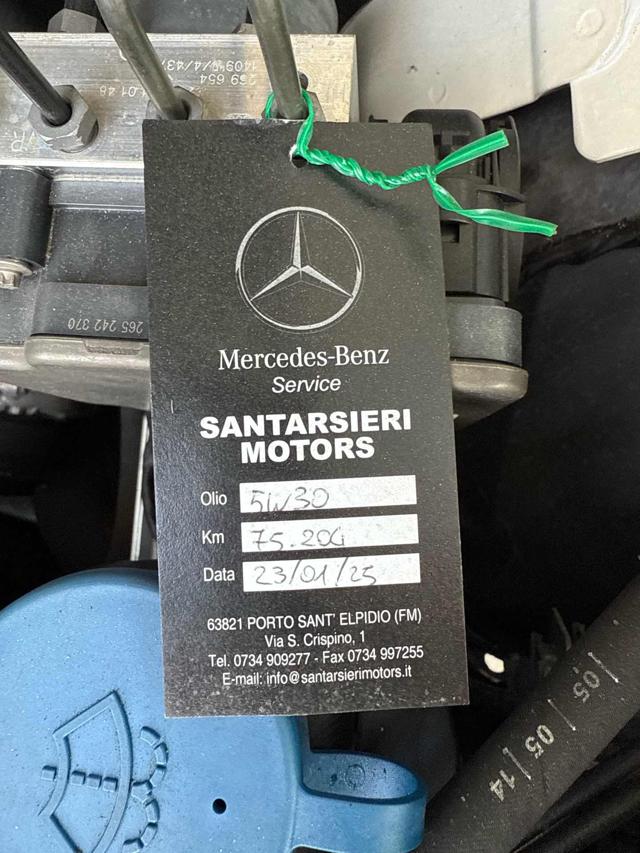 265 242 370
Mercedes-Benz
Service
SANTARSIERI
MOTORS
Olio 5W30
Km 75.204
Data 23/01/25
63821 PORTO SANT' ELPIDIO (FM)
Via S. Crispino, 1
Tel. 0734 909277 - Fax 0734 997255
E-mail: info@santarsierimotors.it
05 | 05 | 14